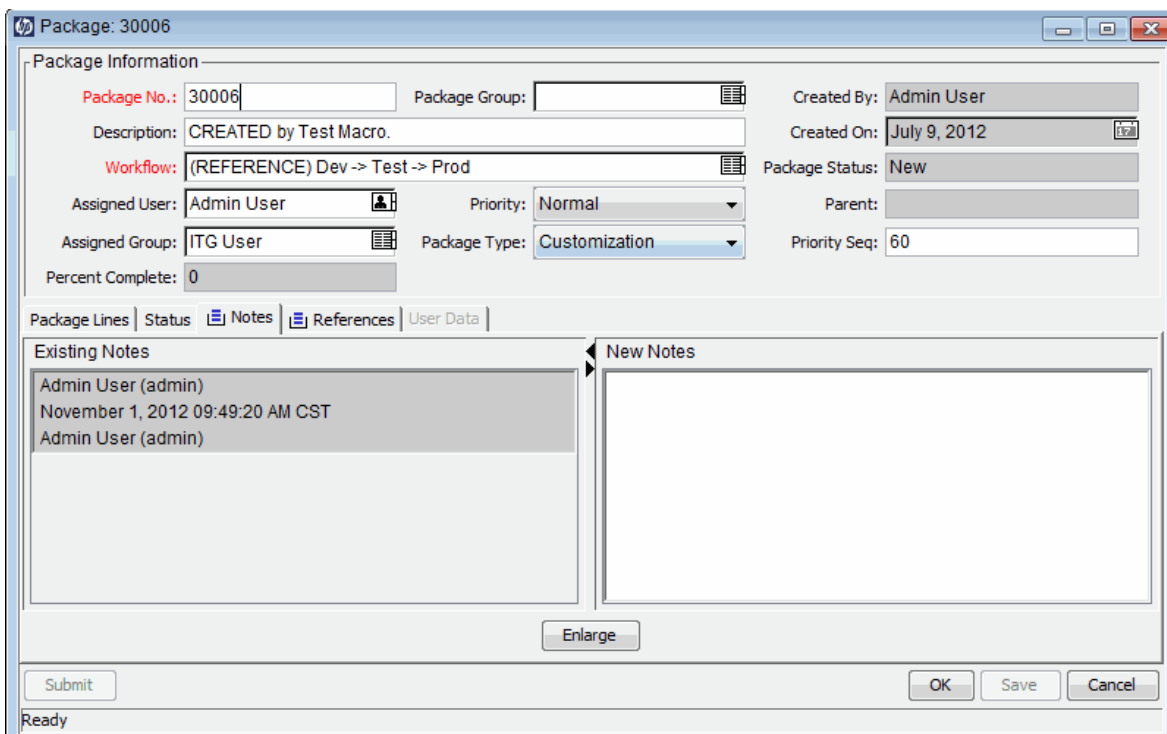 Package: 30006
Package Information
Package No.: 30006 Package Group: Created By: Admin User
Description: CREATED by Test Macro. Created On: July 9, 2012
Workflow: (REFERENCE) Dev -> Test -> Prod Package Status: New
Assigned User: Admin User Priority: Normal Parent:
Assigned Group: ITG User Package Type: Customization Priority Seq: 60
Percent Complete: 0
Package Lines Status Notes References User Data
Existing Notes New Notes
Admin User (admin)
November 1, 2012 09:49:20 AM CST
Admin User (admin)
Enlarge
Submit OK Save Cancel
Ready